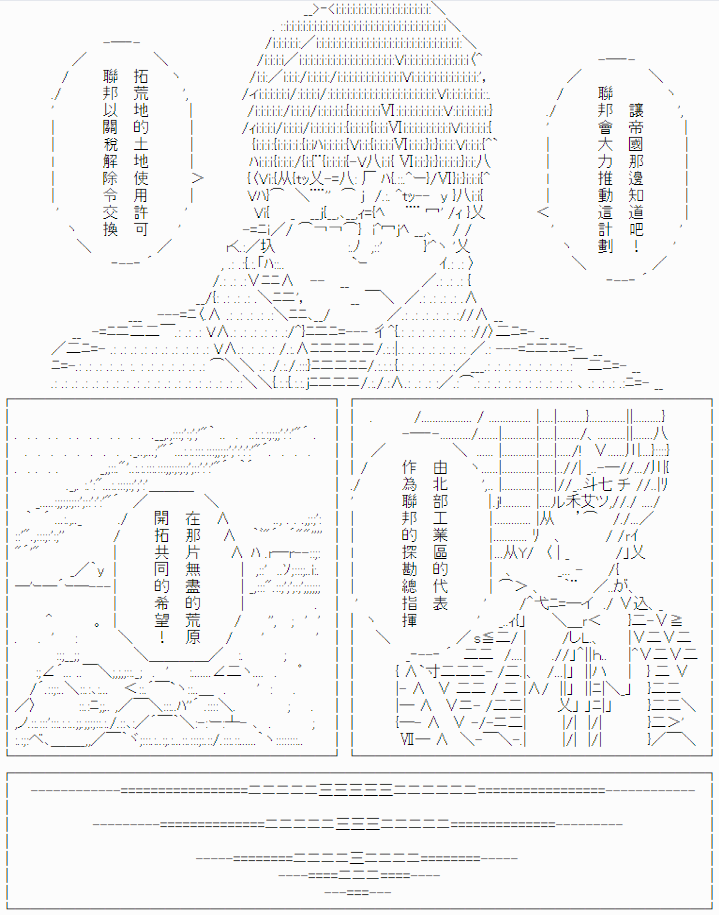 讓帝國那邊知道吧！
聯邦會大力推動這計劃
拓荒地的土地使用許可
聯邦以關稅解除令交換
由北部工業區的代表
作為聯邦的探勘總指揮
在那片無盡的荒原
開拓共同的希望！